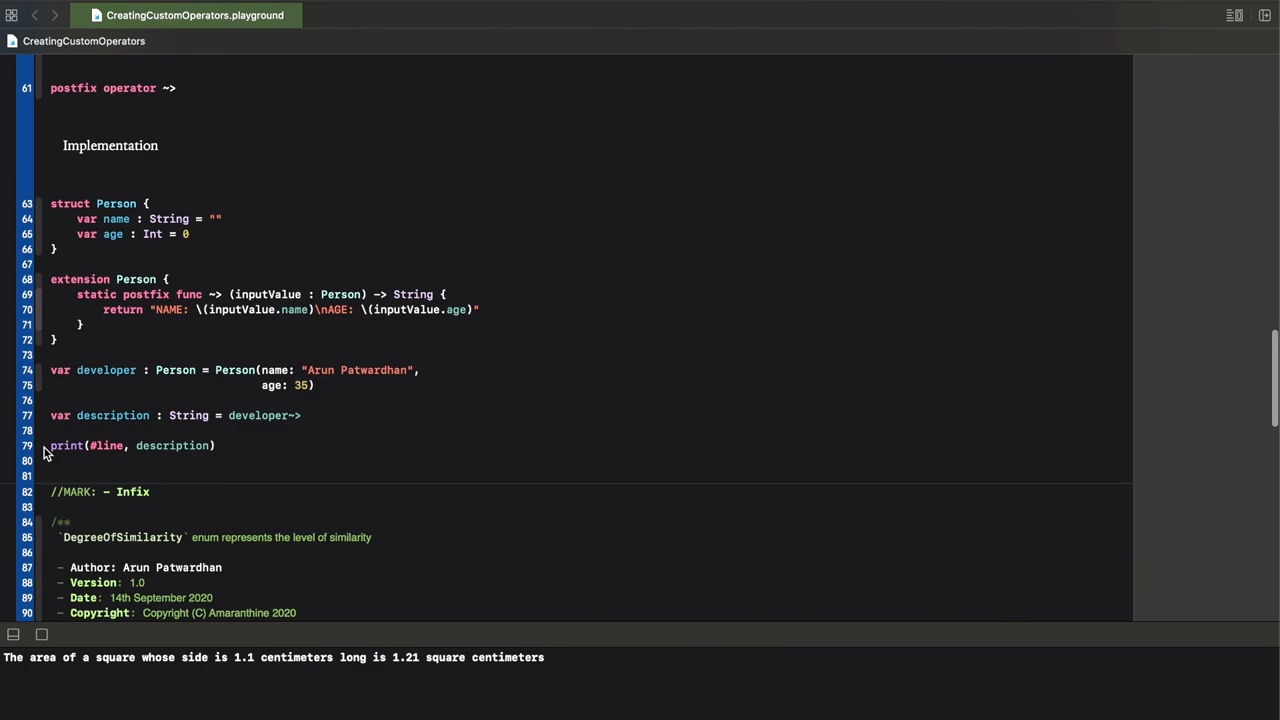 CreatingCustomOperators.playground
CreatingCustomOperators
61 postfix operator ~>
Implementation
63 struct Person {
64 var name : String = ""
65 var age : Int = 0
66 }
67
68 extension Person {
69 static postfix func ~> (inputValue : Person) -> String {
70 return "NAME: \(inputValue.name)\nAGE: \(inputValue.age)"
71 }
72 }
73
74 var developer : Person = Person(name: "Arun Patwardhan",
75 age: 35)
76
77 var description : String = developer~>
78
79 print(#line, description)
80
81
82 //MARK: - Infix
83
84 /**
85 `DegreeOfSimilarity` enum represents the level of similarity
86
87 - Author: Arun Patwardhan
88 - Version: 1.0
89 - Date: 14th September 2020
90 - Copyright: Copyright (C) Amaranthine 2020
The area of a square whose side is 1.1 centimeters long is 1.21 square centimeters